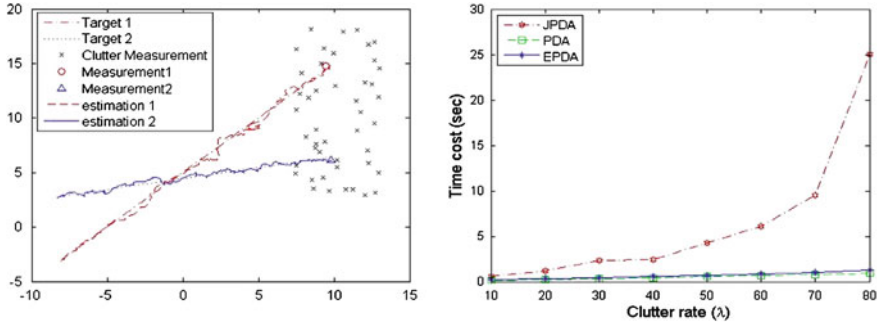 20
15
10
5
0
-5
-10
-5
0
5
10
15
Target 1
Target 2
Clutter Measurement
Measurement1
Measurement2
estimation 1
estimation 2
Time cost (sec)
30
25
20
15
10
5
0
10
20
30
40
50
60
70
80
Clutter rate (λ)
JPDA
PDA
EPDA